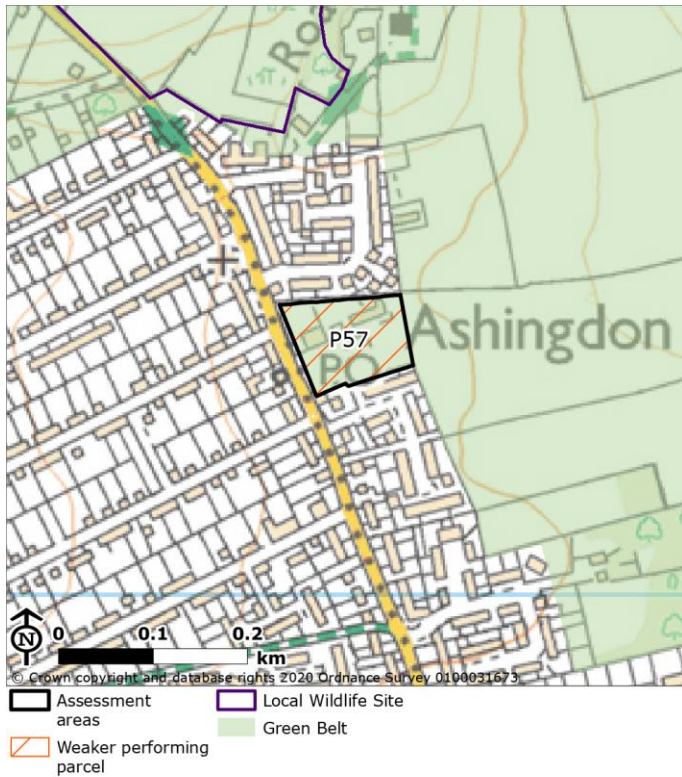 Roa
P57
Ashingdon
PO
N
0 0.1 0.2
km
© Crown copyright and database rights 2020 Ordnance Survey 0100031673
Assessment areas
Local Wildlife Site
Green Belt
Weaker performing parcel